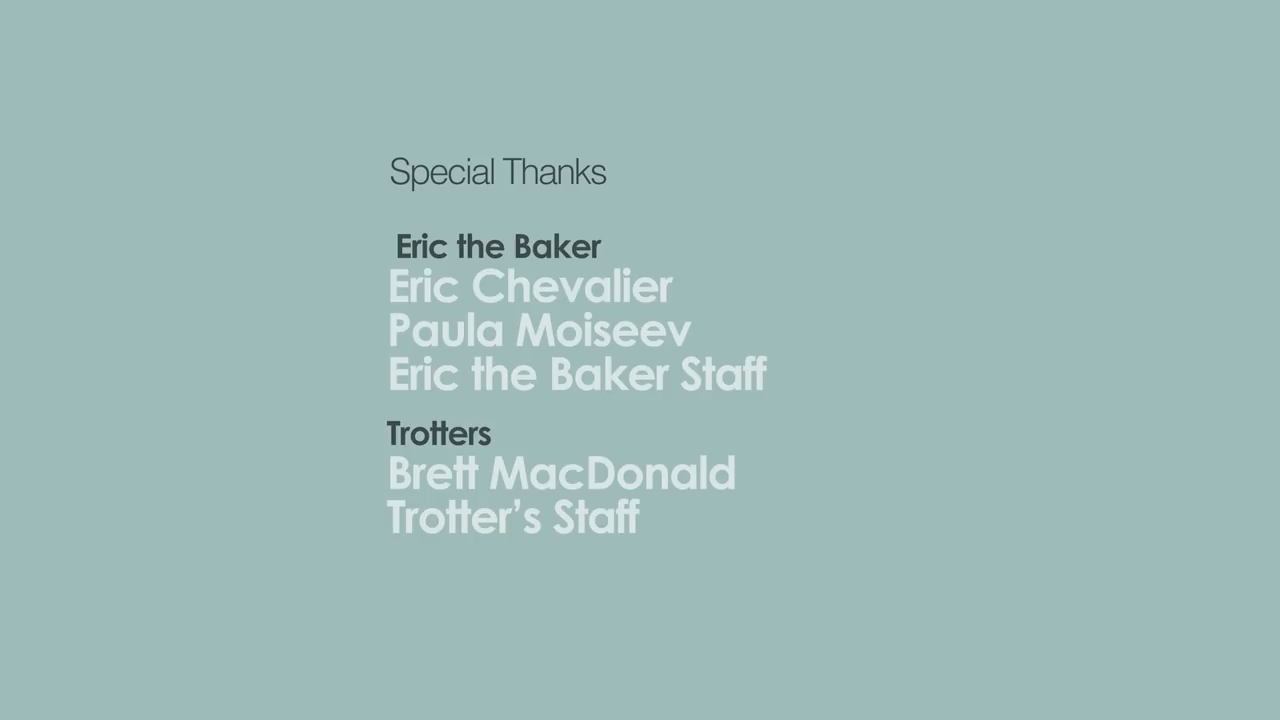 Special Thanks
Eric the Baker
Eric Chevalier
Paula Moiseev
Eric the Baker Staff
Trotters
Brett MacDonald
Trotter’s Staff